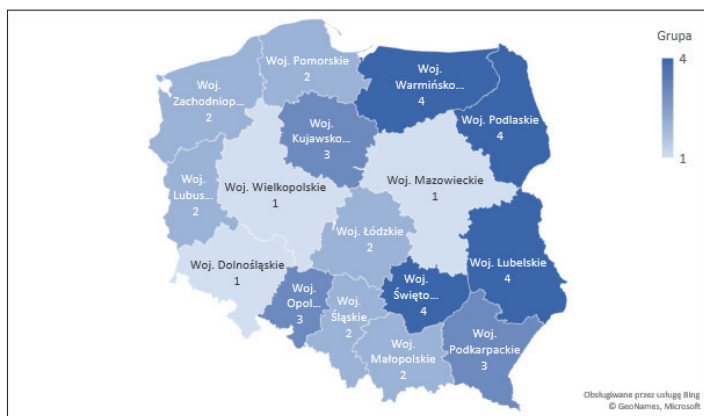 Grupa
4
1
Woj. Pomorskie
2
Woj.
Zachodniop...
2
Woj.
Warmińsko...
4
Woj. Podlaskie
4
Woj.
Kujawsko...
3
Woj.
Lubus...
2
Woj. Wielkopolskie
1
Woj. Mazowieckie
1
Woj. Łódzkie
2
Woj. Dolnośląskie
1
Woj. Lubelskie
4
Woj.
Opol...
3
Woj.
Śląskie
2
Woj.
Święto...
4
Woj.
Małopolskie
2
Woj.
Podkarpackie
3
Obsługiwane przez usługę Bing
© GeoNames, Microsoft